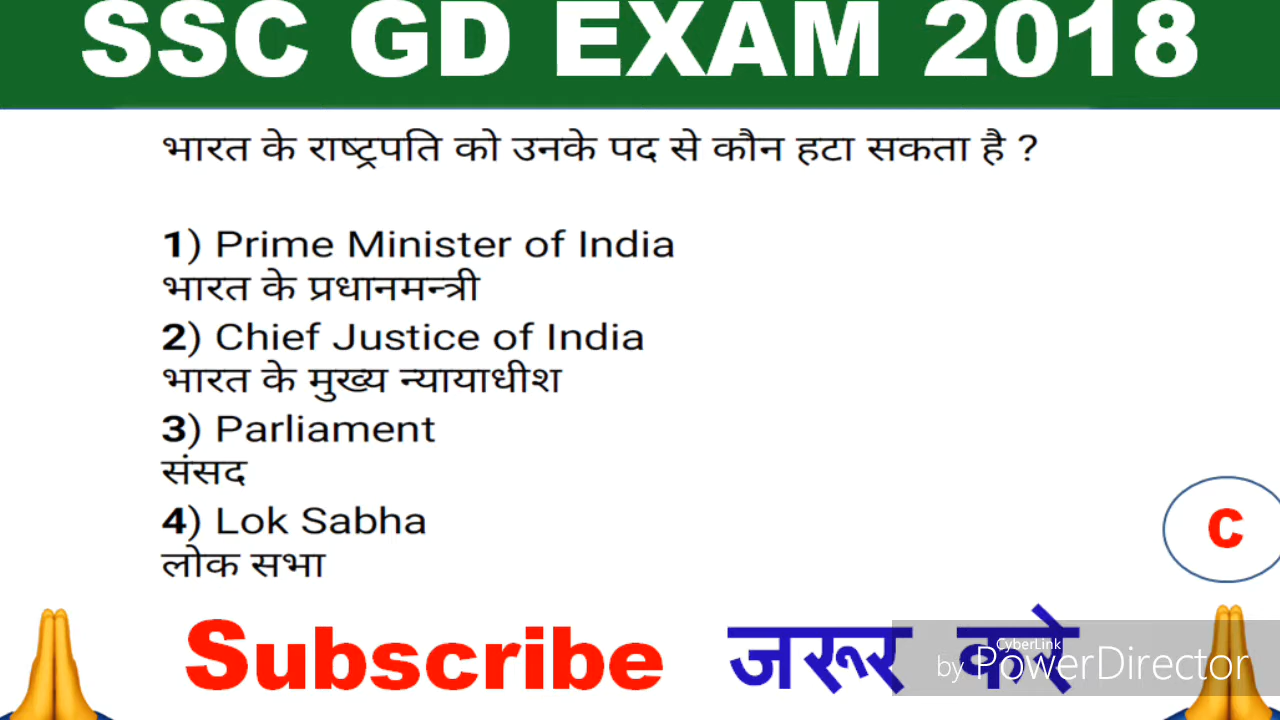 SSC GD EXAM 2018
भारत के राष्ट्रपति को उनके पद से कौन हटा सकता है ?
1) Prime Minister of India
भारत के प्रधानमन्त्री
2) Chief Justice of India
भारत के मुख्य न्यायाधीश
3) Parliament
संसद
4) Lok Sabha
लोक सभा
C
Subscribe जरूर करे
CyberLink
by PowerDirector